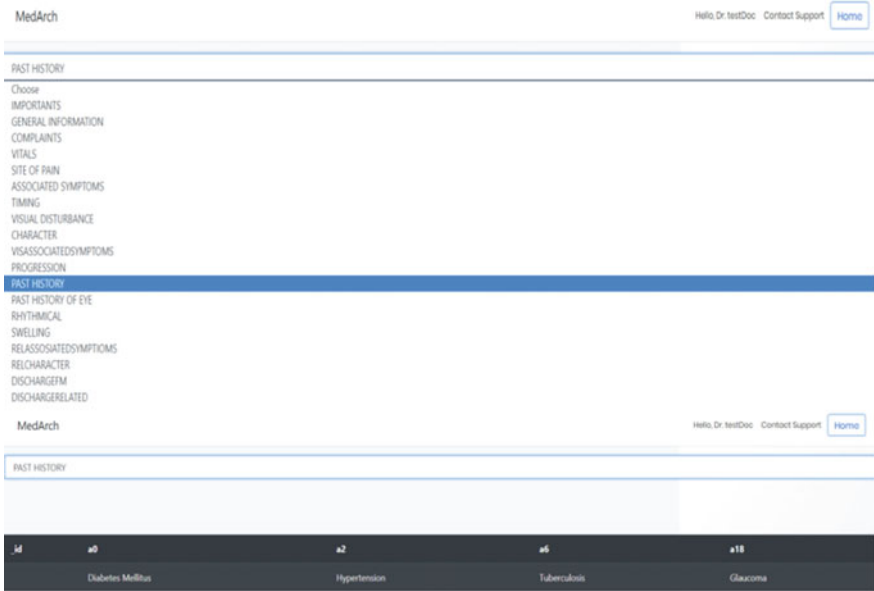 MedArch Hello, Dr. testDoc Contact Support Home
PAST HISTORY
Choose
IMPORTANTS
GENERAL INFORMATION
COMPLAINTS
VITALS
SITE OF PAIN
ASSOCIATED SYMPTOMS
TIMING
VISUAL DISTURBANCE
CHARACTER
VISASSOCIATEDSYMPTOMS
PROGRESSION
PAST HISTORY
PAST HISTORY OF EYE
RHYTHMICAL
SWELLING
RELASSOSIATEDSYMPTIOMS
RELCHARACTER
DISCHARGEFM
DISCHARGERELATED
MedArch Hello, Dr. testDoc Contact Support Home
PAST HISTORY
_id a0 a2 a6 a18
Diabetes Mellitus Hypertension Tuberculosis Glaucoma